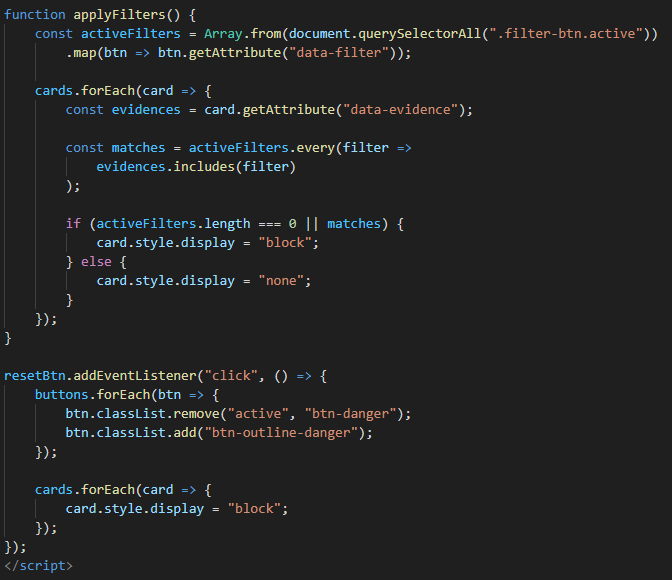 function applyFilters() {
    const activeFilters = Array.from(document.querySelectorAll(".filter-btn.active"))
        .map(btn => btn.getAttribute("data-filter"));

    cards.forEach(card => {
        const evidences = card.getAttribute("data-evidence");

        const matches = activeFilters.every(filter =>
            evidences.includes(filter)
        );

        if (activeFilters.length === 0 || matches) {
            card.style.display = "block";
        } else {
            card.style.display = "none";
        }
    });
}

resetBtn.addEventListener("click", () => {
    buttons.forEach(btn => {
        btn.classList.remove("active", "btn-danger");
        btn.classList.add("btn-outline-danger");
    });

    cards.forEach(card => {
        card.style.display = "block";
    });
});
</script>